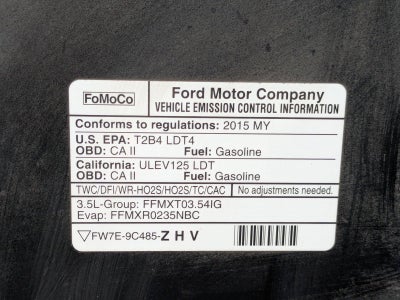 FoMoCo
Ford Motor Company
VEHICLE EMISSION CONTROL INFORMATION
Conforms to regulations: 2015 MY
U.S. EPA: T2B4 LDT4
OBD: CA II Fuel: Gasoline
California: ULEV125 LDT
OBD: CA II Fuel: Gasoline
TWC/DFI/WR-HO2S/HO2S/TC/CAC No adjustments needed.
3.5L-Group: FFMXT03.54IG
Evap: FFMXR0235NBC
FW7E-9C485-Z H V